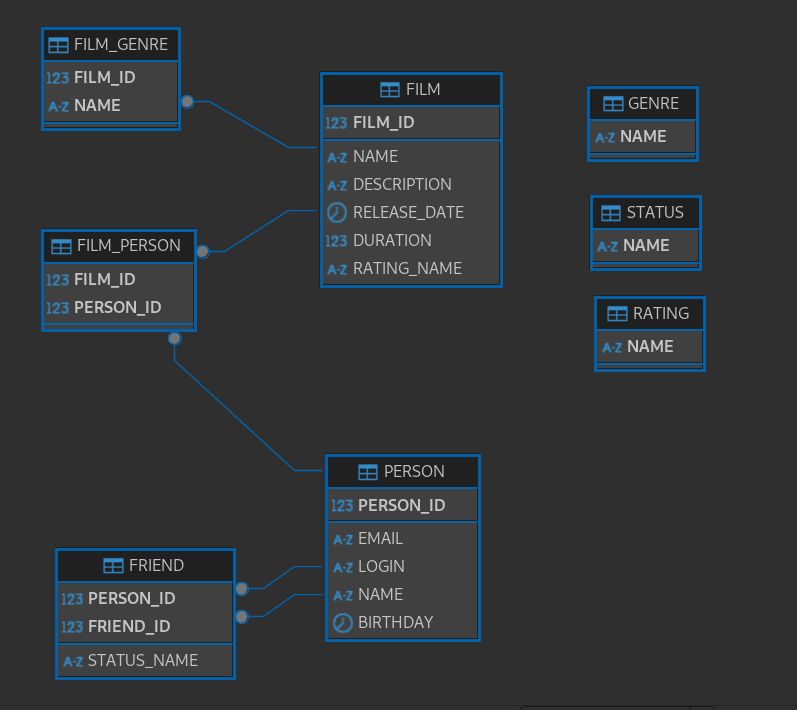 FILM_GENRE
123 FILM_ID
A-Z NAME
FILM
123 FILM_ID
A-Z NAME
A-Z DESCRIPTION
RELEASE_DATE
123 DURATION
A-Z RATING_NAME
GENRE
A-Z NAME
STATUS
A-Z NAME
RATING
A-Z NAME
FILM_PERSON
123 FILM_ID
123 PERSON_ID
PERSON
123 PERSON_ID
A-Z EMAIL
A-Z LOGIN
A-Z NAME
BIRTHDAY
FRIEND
123 PERSON_ID
123 FRIEND_ID
A-Z STATUS_NAME